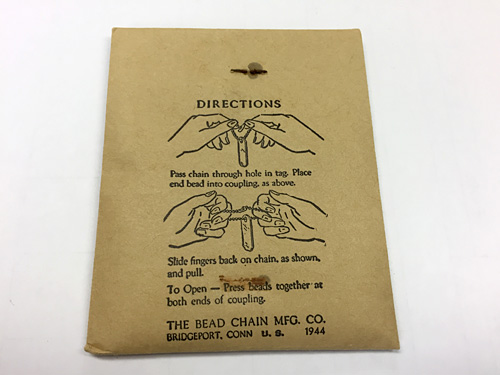 DIRECTIONS
Pass chain through hole in tag. Place
end bead into coupling, as above.
Slide fingers back on chain, as shown,
and pull.
To Open — Press beads together at
both ends of coupling.
THE BEAD CHAIN MFG. CO.
BRIDGEPORT, CONN U. S. 1944